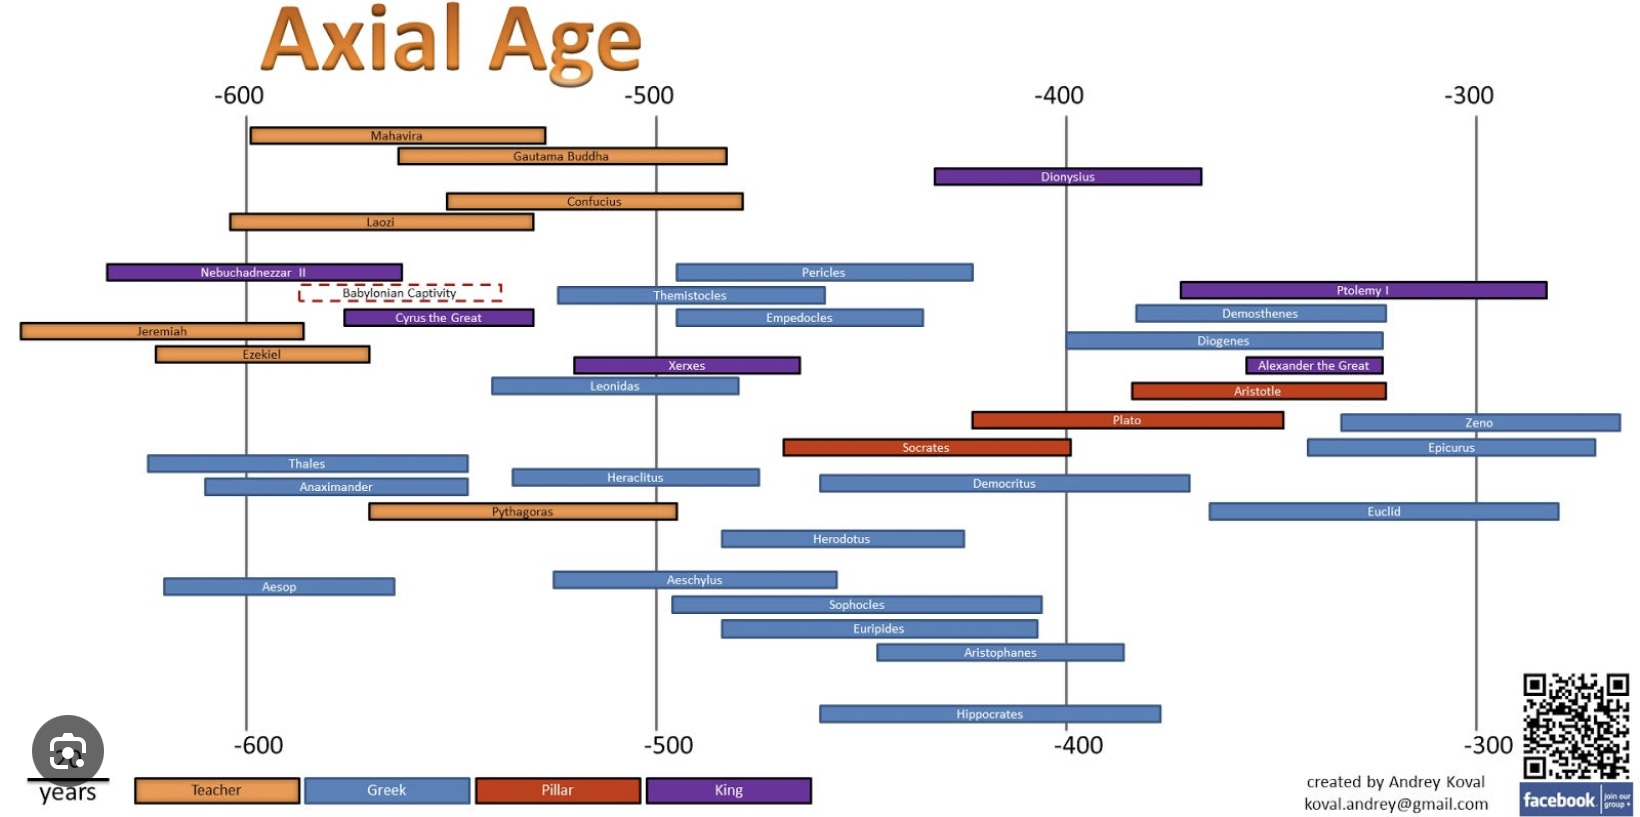 Axial Age
-600 -500 -400 -300
Mahavira
Gautama Buddha
Dionysius
Confucius
Laozi
Nebuchadnezzar II
Pericles
Babylonian Captivity
Themistocles
Ptolemy I
Cyrus the Great
Empedocles
Demosthenes
Jeremiah
Diogenes
Ezekiel
Xerxes
Alexander the Great
Leonidas
Aristotle
Plato
Zeno
Socrates
Epicurus
Thales
Heraclitus
Democritus
Anaximander
Pythagoras
Euclid
Herodotus
Aesop
Aeschylus
Sophocles
Euripides
Aristophanes
Hippocrates
-600 -500 -400 -300
years
Teacher Greek Pillar King
created by Andrey Koval
koval.andrey@gmail.com
facebook
join our
group